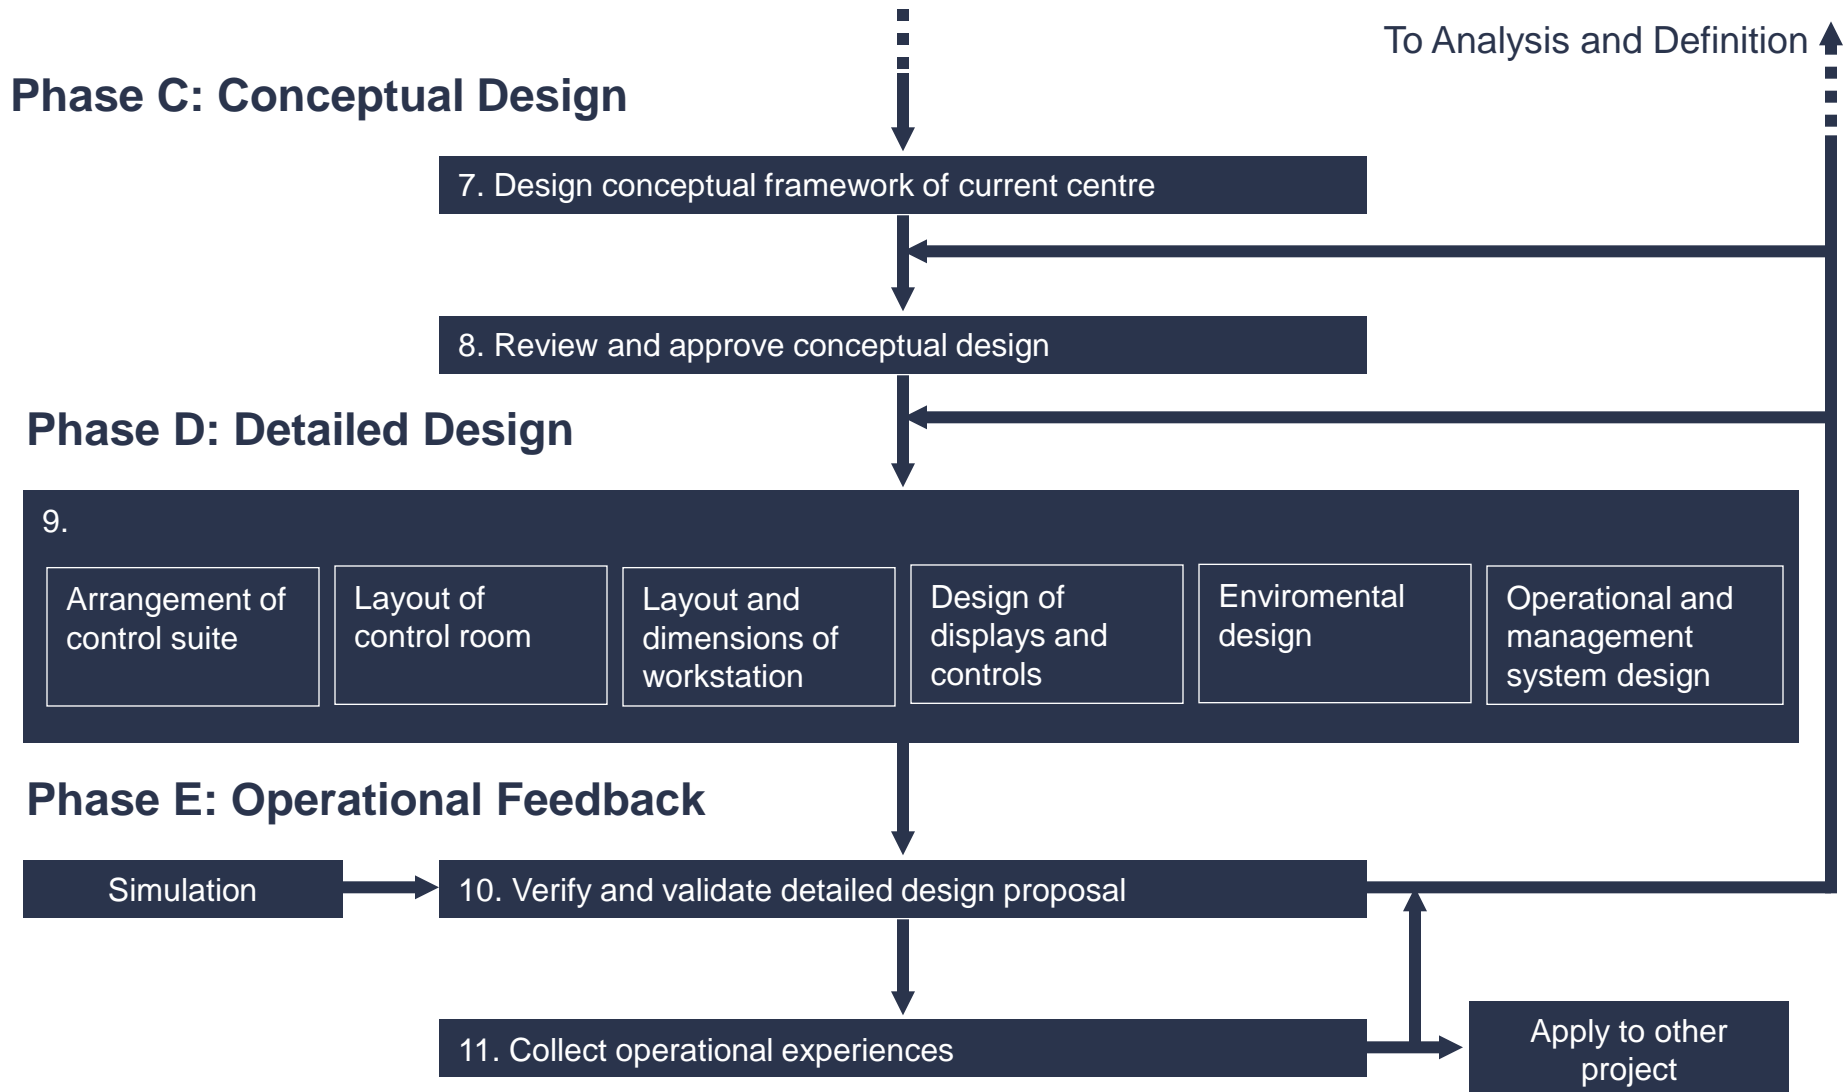 To Analysis and Definition
Phase C: Conceptual Design
7. Design conceptual framework of current centre
8. Review and approve conceptual design
Phase D: Detailed Design
9.
Arrangement of
control suite
Layout of
control room
Layout and
dimensions of
workstation
Design of
displays and
controls
Enviromental
design
Operational and
management
system design
Phase E: Operational Feedback
Simulation
10. Verify and validate detailed design proposal
11. Collect operational experiences
Apply to other
project